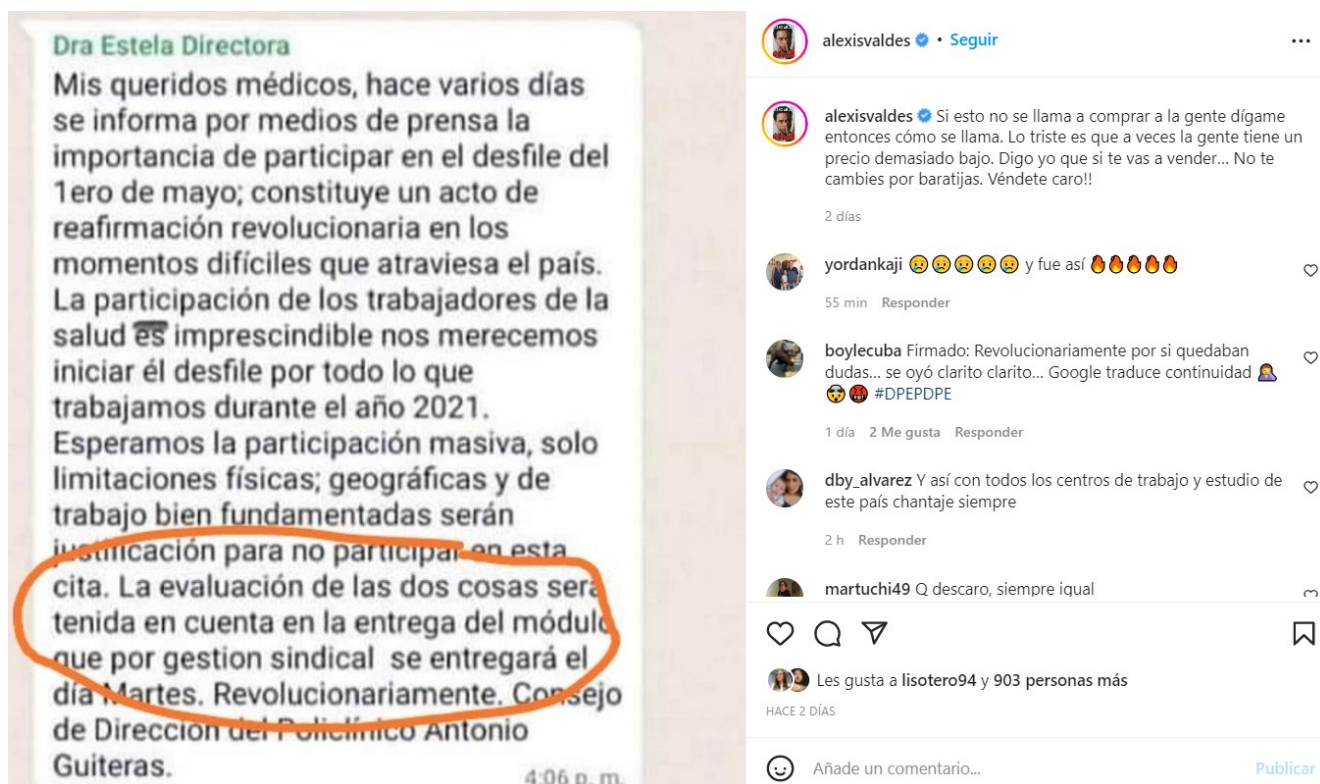 Dra Estela Directora
Mis queridos médicos, hace varios días
se informa por medios de prensa la
importancia de participar en el desfile del
1ero de mayo; constituye un acto de
reafirmación revolucionaria en los
momentos difíciles que atraviesa el país.
La participación de los trabajadores de la
salud es imprescindible nos merecemos
iniciar él desfile por todo lo que
trabajamos durante el año 2021.
Esperamos la participación masiva, solo
limitaciones físicas; geográficas y de
trabajo bien fundamentadas serán
justificación para no participar en esta
cita. La evaluación de las dos cosas será
tenida en cuenta en la entrega del módulo
que por gestion sindical se entregará el
día Martes. Revolucionariamente. Consejo
de Dirección del Policlínico Antonio
Guiteras.
4:06 p. m.
alexisvaldes • Seguir
alexisvaldes Si esto no se llama a comprar a la gente dígame
entonces cómo se llama. Lo triste es que a veces la gente tiene un
precio demasiado bajo. Digo yo que si te vas a vender... No te
cambies por baratijas. Véndete caro!!
2 días
yordankaji 😥😥😥😥😥 y fue así 🔥🔥🔥🔥🔥
55 min Responder
boylecuba Firmado: Revolucionariamente por si quedaban
dudas... se oyó clarito clarito... Google traduce continuidad 🤦‍♀️
🤯🤬 #DPEPDPE
1 día 2 Me gusta Responder
dby_alvarez Y así con todos los centros de trabajo y estudio de
este país chantaje siempre
2 h Responder
martuchi49 Q descaro, siempre igual
Les gusta a lisotero94 y 903 personas más
HACE 2 DÍAS
Añade un comentario...
Publicar